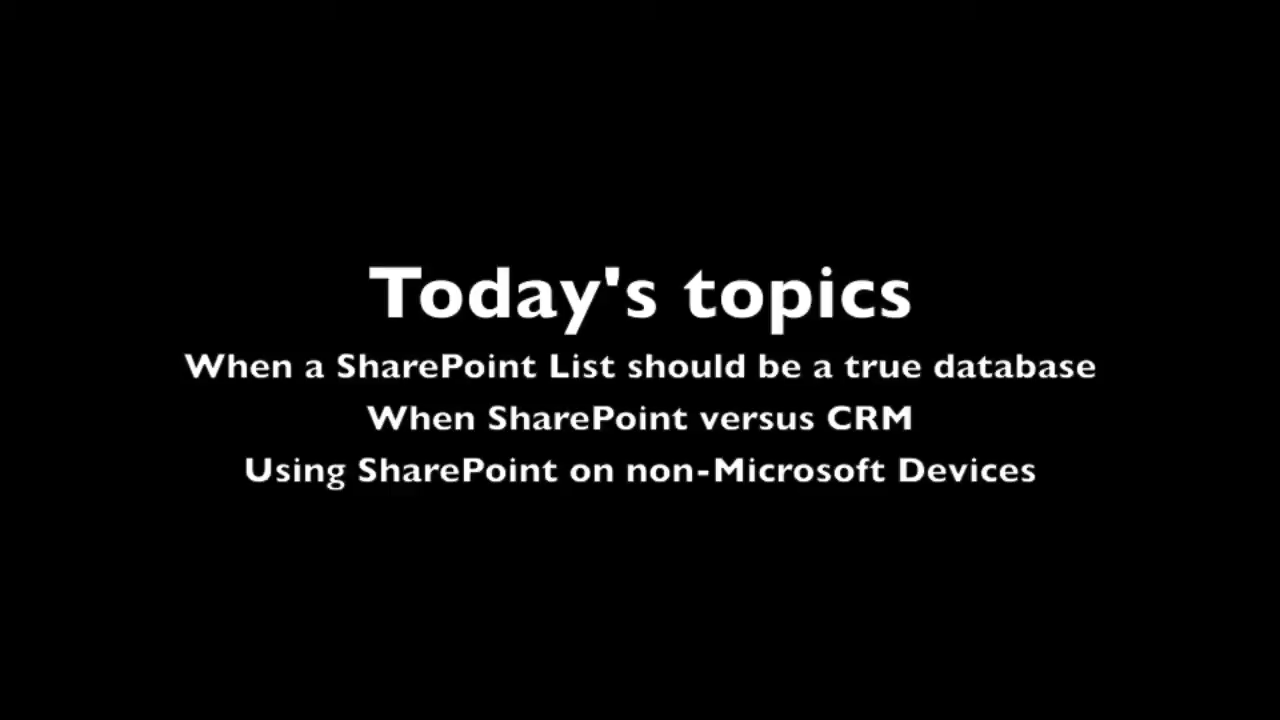 Today's topics
When a SharePoint List should be a true database
When SharePoint versus CRM
Using SharePoint on non-Microsoft Devices